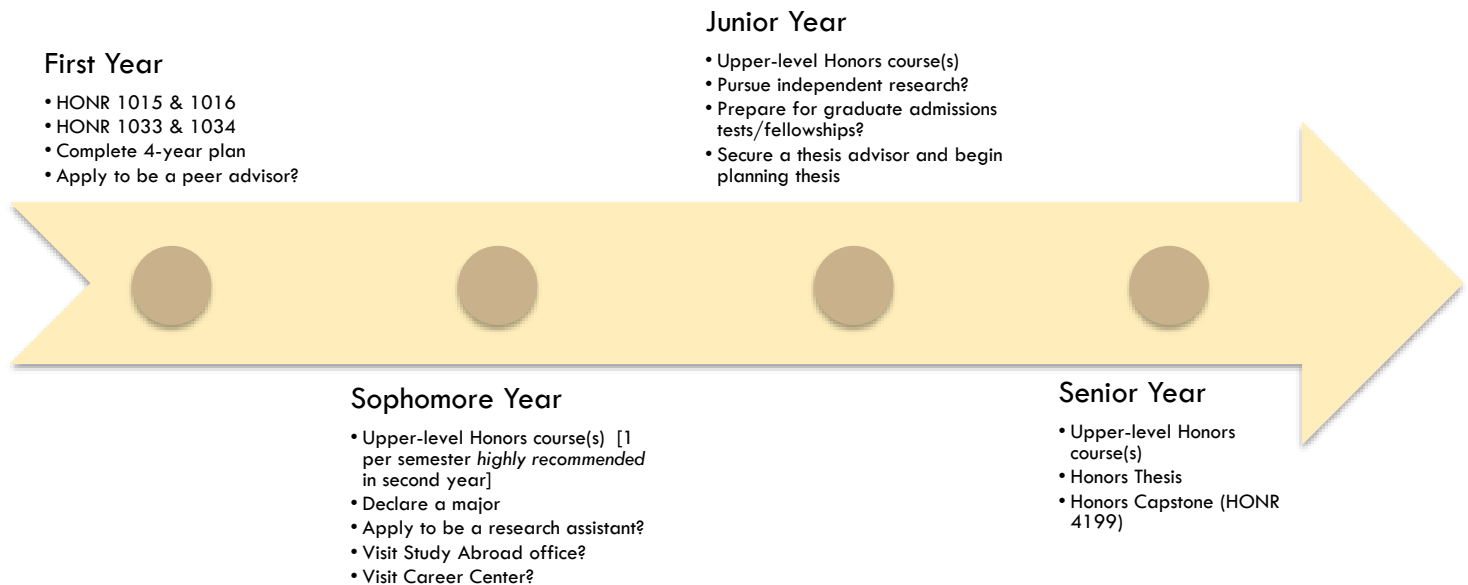 First Year
• HONR 1015 & 1016
• HONR 1033 & 1034
• Complete 4-year plan
• Apply to be a peer advisor?
Sophomore Year
• Upper-level Honors course(s)  [1
per semester highly recommended
in second year]
• Declare a major
• Apply to be a research assistant?
• Visit Study Abroad office?
• Visit Career Center?
Junior Year
• Upper-level Honors course(s)
• Pursue independent research?
• Prepare for graduate admissions
tests/fellowships?
• Secure a thesis advisor and begin
planning thesis
Senior Year
• Upper-level Honors
course(s)
• Honors Thesis
• Honors Capstone (HONR
4199)